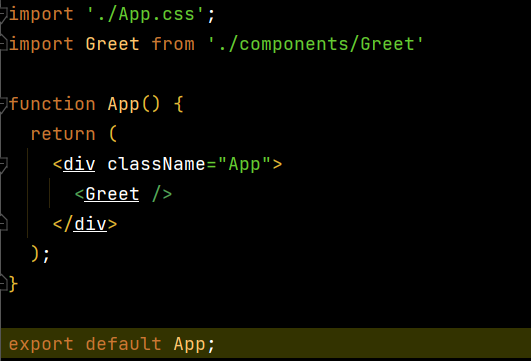 import './App.css';
import Greet from './components/Greet'
function App() {
return (
<div className="App">
<Greet />
</div>
);
}
export default App;